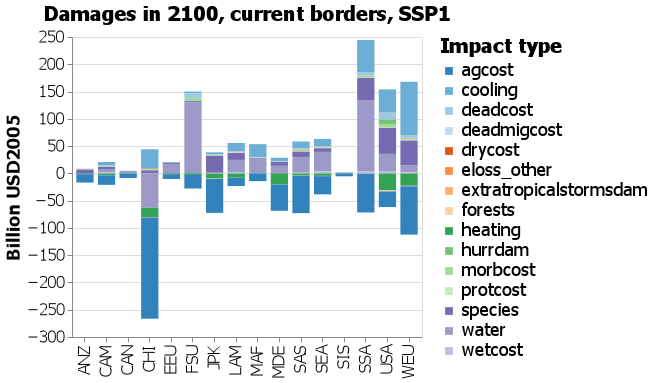 Damages in 2100, current borders, SSP1
Billion USD2005
250
200
150
100
50
0
−50
−100
−150
−200
−250
−300
ANZ
CAM
CAN
CHI
EEU
FSU
JPK
LAM
MAF
MDE
SAS
SEA
SIS
SSA
USA
WEU
Impact type
agcost
cooling
deadcost
deadmigcost
drycost
eloss_other
extratropicalstormsdam
forests
heating
hurrdam
morbcost
protcost
species
water
wetcost